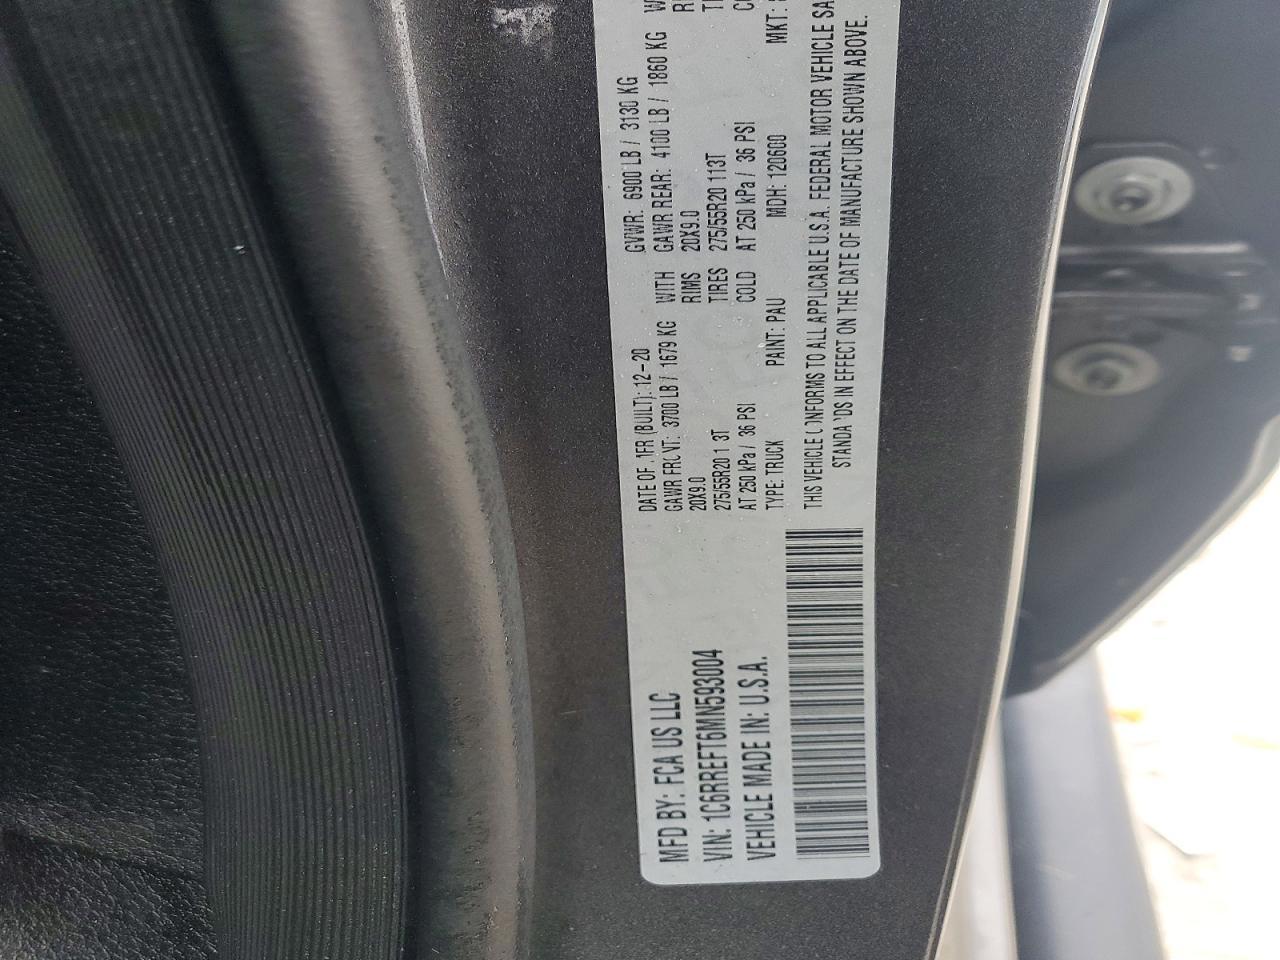 MFD BY: FCA US LLC
VIN: 1C6RREFT6MN593004
VEHICLE MADE IN: U.S.A.
DATE OF MFR (BUILT): 12-20 GVWR: 6900 LB / 3130 KG
GAWR FRONT: 3700 LB / 1679 KG WITH GAWR REAR: 4100 LB / 1860 KG
20X9.0 RIMS 20X9.0
275/55R20 113T TIRES 275/55R20 113T
AT 250 kPa / 36 PSI COLD AT 250 kPa / 36 PSI
TYPE: TRUCK PAINT: PAU MDH: 120600 MKT:
THIS VEHICLE CONFORMS TO ALL APPLICABLE U.S.A. FEDERAL MOTOR VEHICLE SA
STANDARDS IN EFFECT ON THE DATE OF MANUFACTURE SHOWN ABOVE.